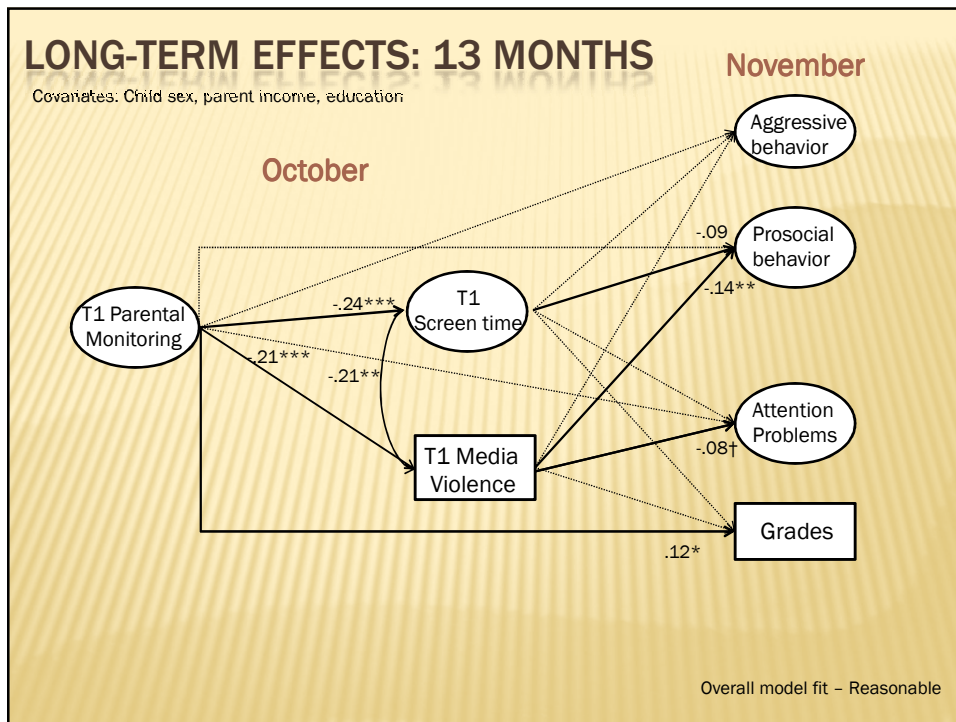 LONG-TERM EFFECTS: 13 MONTHS
November
Covariates: Child sex, parent income, education
Aggressive
behavior
October
-.09
Prosocial
behavior
-.14**
-.24***
T1
Screen time
T1 Parental
Monitoring
-.21***
-.21**
Attention
Problems
-.08†
T1 Media
Violence
Grades
.12*
Overall model fit – Reasonable